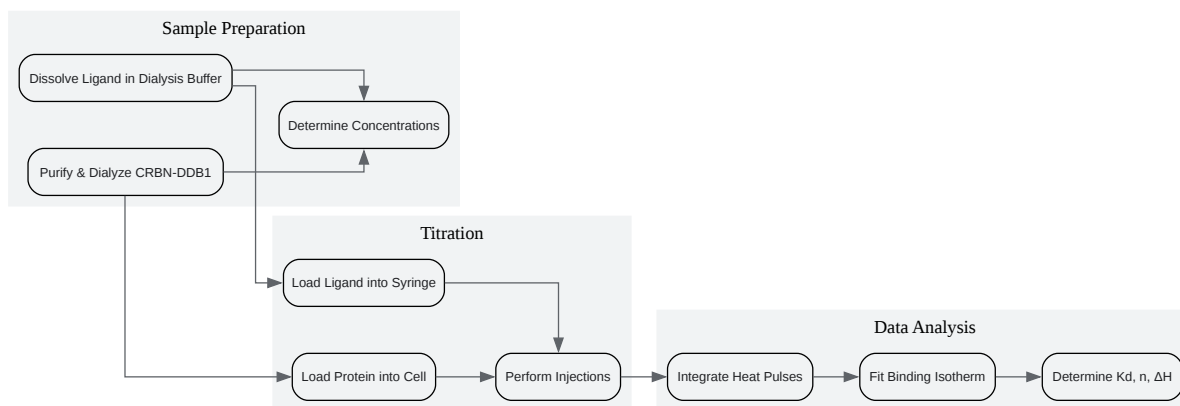 Sample Preparation
Dissolve Ligand in Dialysis Buffer
Determine Concentrations
Purify & Dialyze CRBN-DDB1
Titration
Load Ligand into Syringe
Load Protein into Cell
Perform Injections
Data Analysis
Integrate Heat Pulses
Fit Binding Isotherm
Determine Kd, n, ΔH